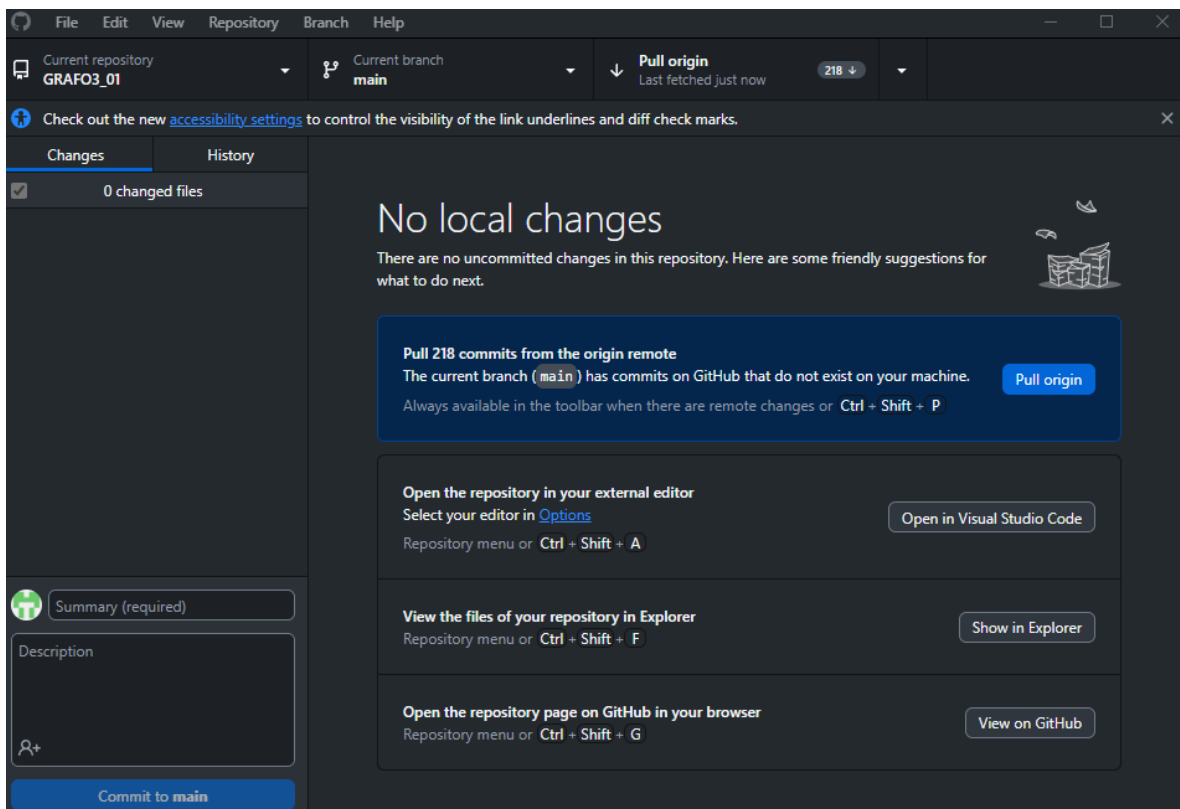 File Edit View Repository Branch Help
Current repository
GRAFO3_01
Current branch
main
Pull origin
Last fetched just now
218
Check out the new accessibility settings to control the visibility of the link underlines and diff check marks.
Changes History
0 changed files
No local changes
There are no uncommitted changes in this repository. Here are some friendly suggestions for
what to do next.
Pull 218 commits from the origin remote
The current branch (main) has commits on GitHub that do not exist on your machine.
Pull origin
Always available in the toolbar when there are remote changes or Ctrl + Shift + P
Open the repository in your external editor
Select your editor in Options
Open in Visual Studio Code
Repository menu or Ctrl + Shift + A
View the files of your repository in Explorer
Repository menu or Ctrl + Shift + F
Show in Explorer
Open the repository page on GitHub in your browser
Repository menu or Ctrl + Shift + G
View on GitHub
Summary (required)
Description
Commit to main